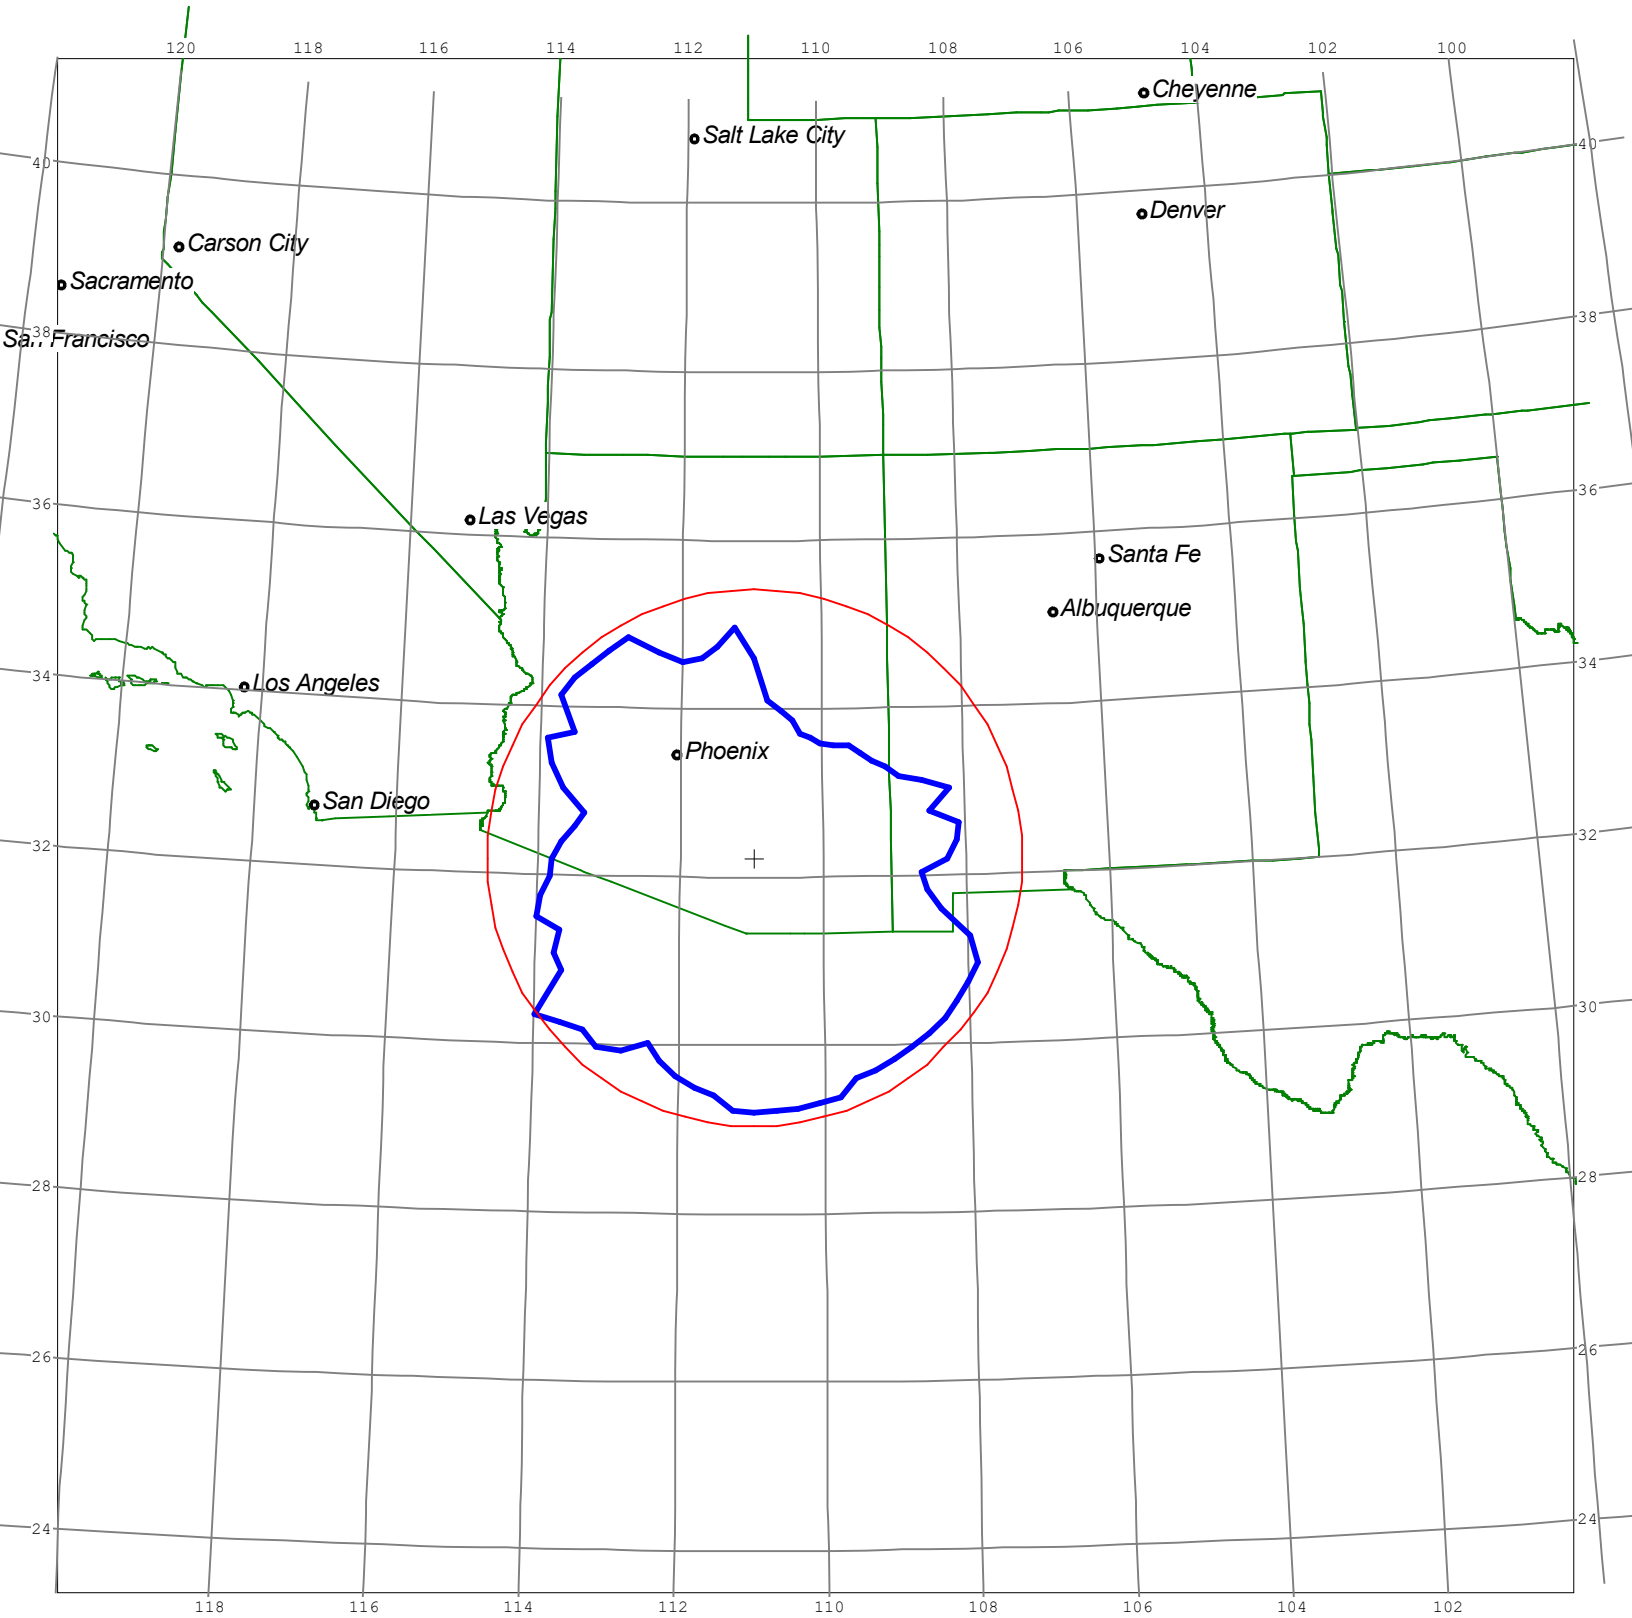 120 118 116 114 112 110 108 106 104 102 100
Cheyenne
Salt Lake City
40 40
Denver
Carson City
Sacramento
38 38
San Francisco
36 36
Las Vegas
Santa Fe
Albuquerque
34 34
Los Angeles
Phoenix
San Diego
32 32
30 30
28 28
26 26
24 24
118 116 114 112 110 108 106 104 102